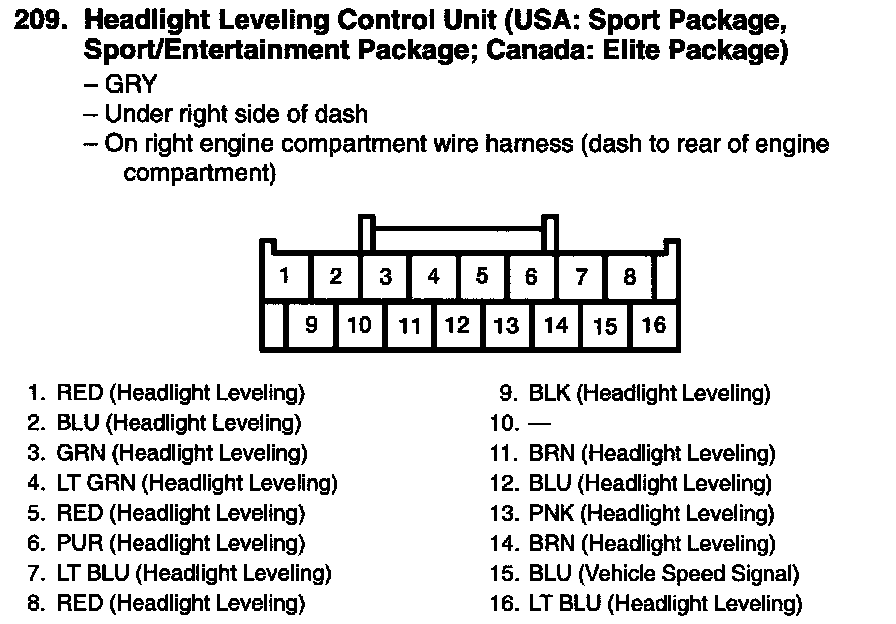 209. Headlight Leveling Control Unit (USA: Sport Package,
Sport/Entertainment Package; Canada: Elite Package)
– GRY
– Under right side of dash
– On right engine compartment wire harness (dash to rear of engine
compartment)
1 2 3 4 5 6 7 8
9 10 11 12 13 14 15 16
1. RED (Headlight Leveling)
2. BLU (Headlight Leveling)
3. GRN (Headlight Leveling)
4. LT GRN (Headlight Leveling)
5. RED (Headlight Leveling)
6. PUR (Headlight Leveling)
7. LT BLU (Headlight Leveling)
8. RED (Headlight Leveling)
9. BLK (Headlight Leveling)
10. —
11. BRN (Headlight Leveling)
12. BLU (Headlight Leveling)
13. PNK (Headlight Leveling)
14. BRN (Headlight Leveling)
15. BLU (Vehicle Speed Signal)
16. LT BLU (Headlight Leveling)